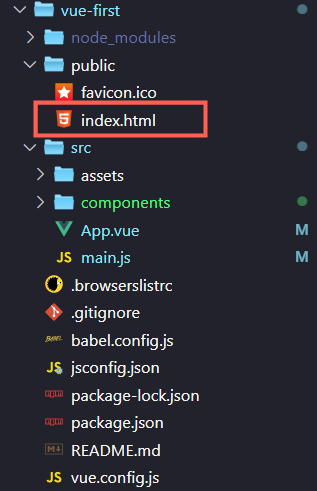 vue-first
node_modules
public
favicon.ico
index.html
src
assets
components
App.vue M
JS main.js M
.browserslistrc
.gitignore
BABEL babel.config.js
JS jsconfig.json
package-lock.json
package.json
README.md
JS vue.config.js